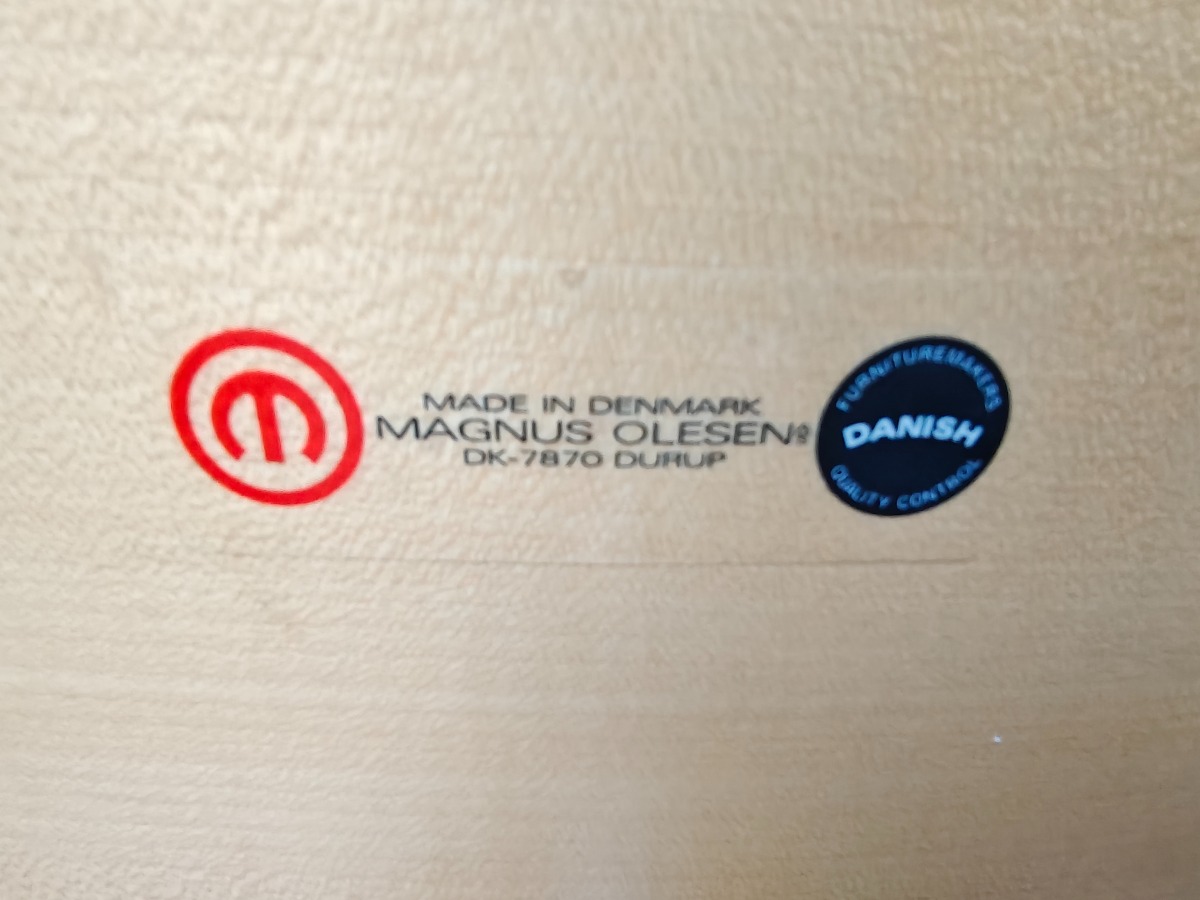 MADE IN DENMARK
MAGNUS OLESEN
DK-7870 DURUP
FURNITUREMAKERS
DANISH
QUALITY CONTROL